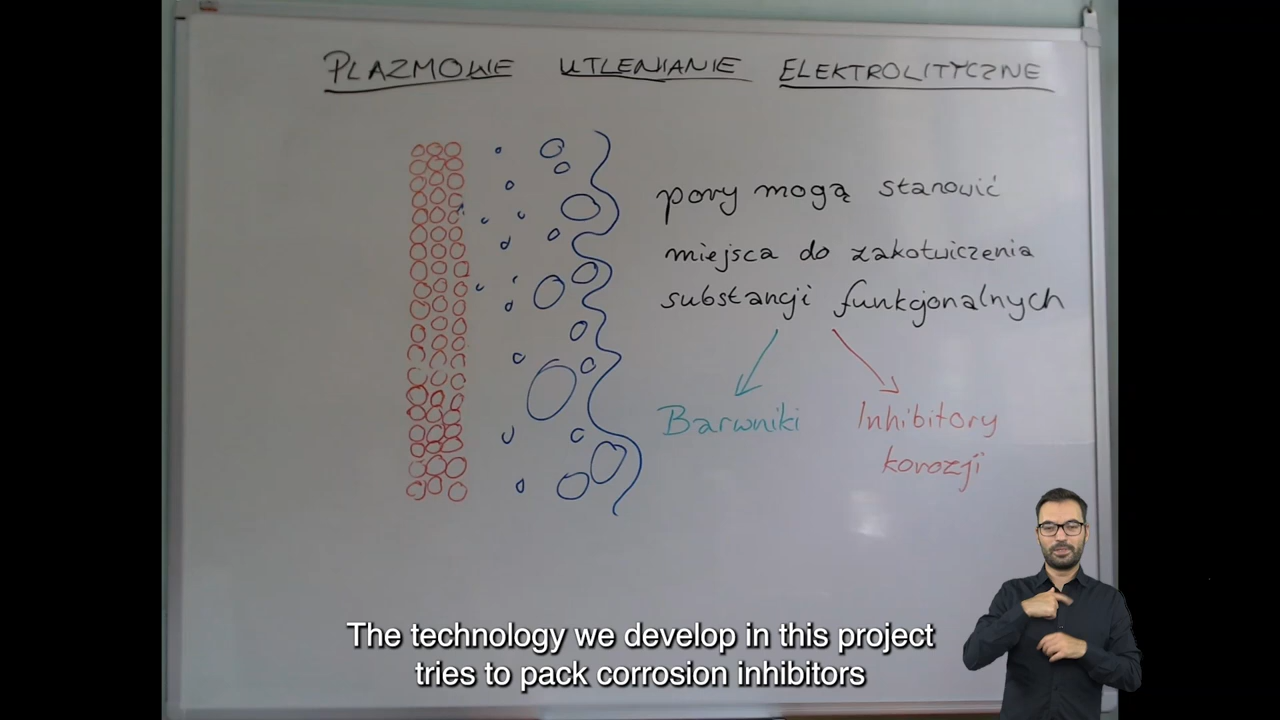 PLAZMOWE UTLENIANIE ELEKTROLITYCZNE
pory mogą stanowić
miejsca do zakotwiczenia
substancji funkcjonalnych
Barwniki
Inhibitory
korozji
The technology we develop in this project
tries to pack corrosion inhibitors